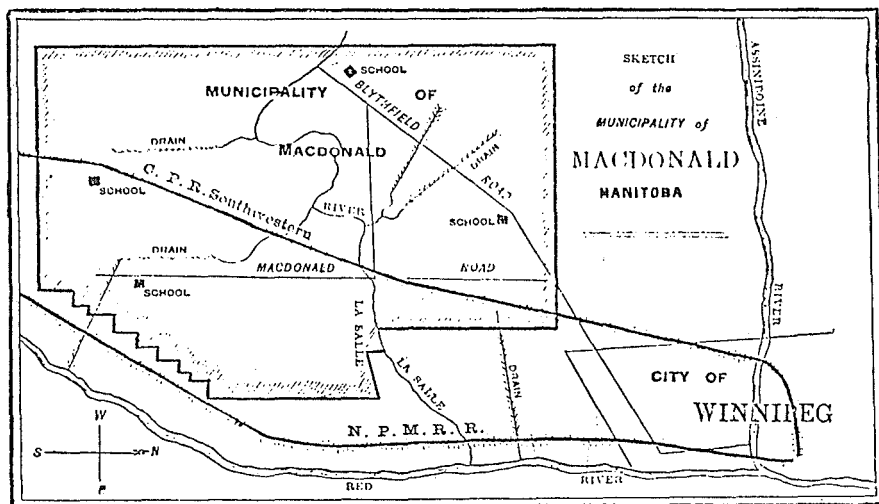 SKETCH
of the
MUNICIPALITY of
MACDONALD
MANITOBA
ASSINIBOINE
RIVER
SCHOOL
MUNICIPALITY OF
MACDONALD
BLYTHFIELD
ROAD
DRAIN
DRAIN
C. P. R. Southwestern
SCHOOL
RIVER
SCHOOL
DRAIN
MACDONALD ROAD
SCHOOL
LA SALLE
LA SALLE
DRAIN
CITY OF
WINNIPEG
N. P. M. R. R.
W
S N
RED RIVER